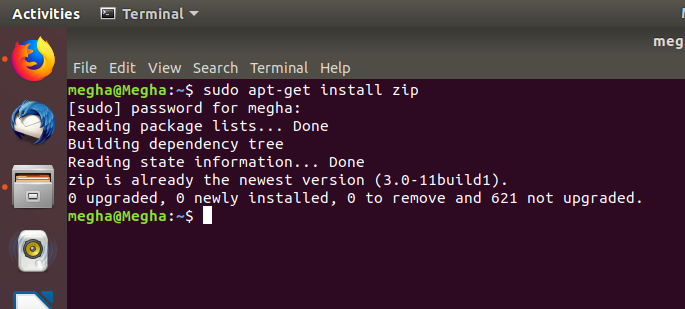 Activities Terminal
meg
File Edit View Search Terminal Help
megha@Megha:~$ sudo apt-get install zip
[sudo] password for megha:
Reading package lists... Done
Building dependency tree
Reading state information... Done
zip is already the newest version (3.0-11build1).
0 upgraded, 0 newly installed, 0 to remove and 621 not upgraded.
megha@Megha:~$